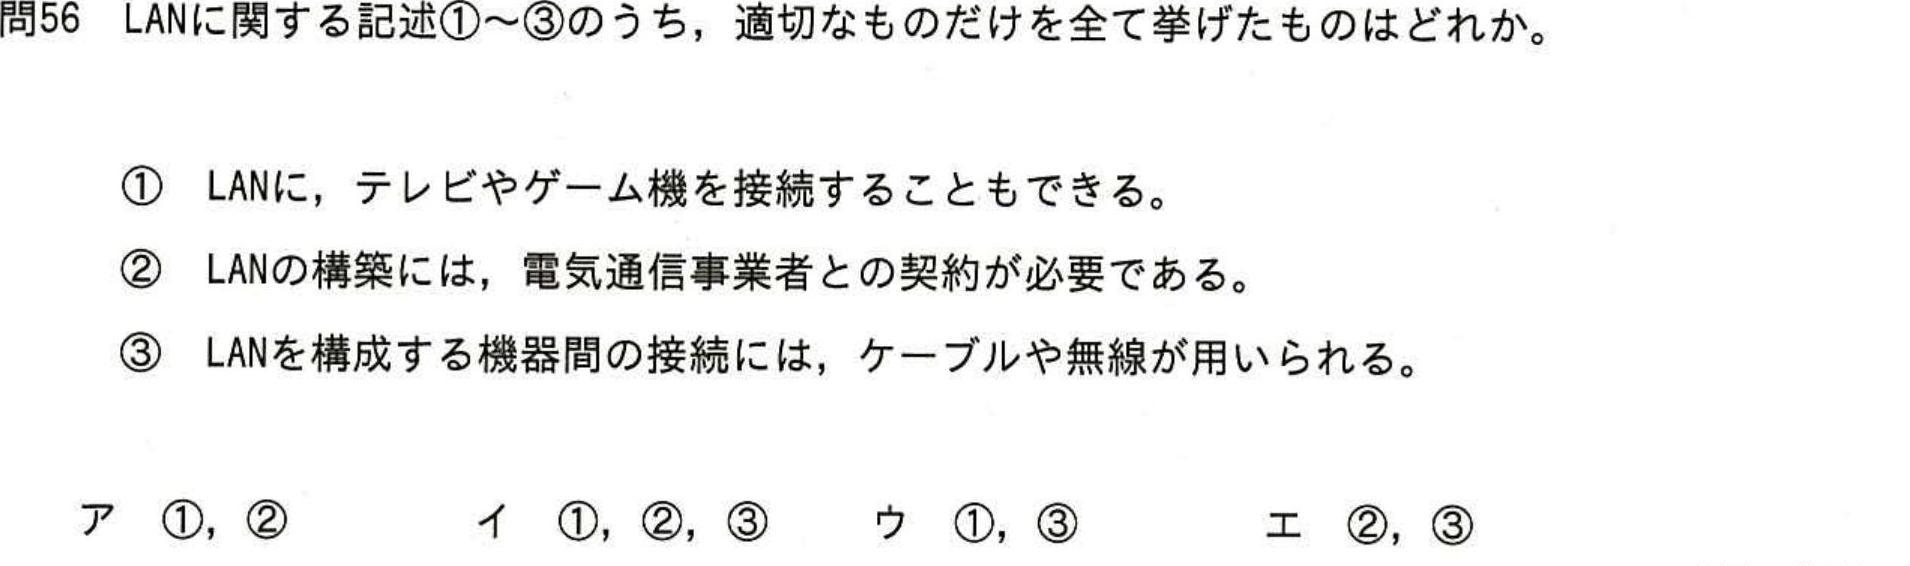 問56　LANに関する記述①～③のうち，適切なものだけを全て挙げたものはどれか。
①　LANに，テレビやゲーム機を接続することもできる。
②　LANの構築には，電気通信事業者との契約が必要である。
③　LANを構成する機器間の接続には，ケーブルや無線が用いられる。
ア　①，②　イ　①，②，③　ウ　①，③　エ　②，③